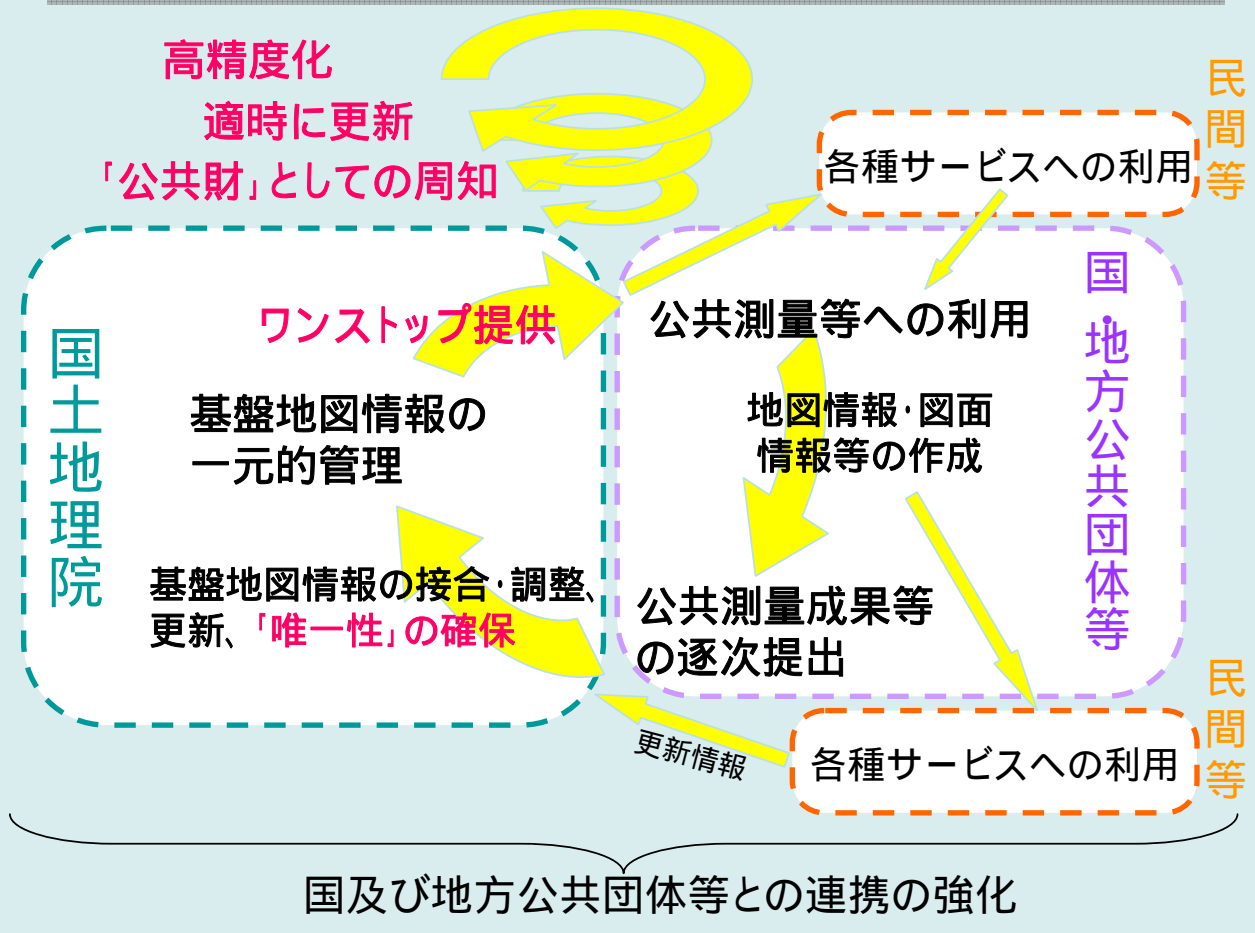 高精度化
適時に更新
「公共財」としての周知
民間等
各種サービスへの利用
国土地理院
ワンストップ提供
基盤地図情報の
一元的管理
基盤地図情報の接合・調整、
更新、「唯一性」の確保
国・地方公共団体等
公共測量等への利用
地図情報・図面
情報等の作成
公共測量成果等
の逐次提出
更新情報
各種サービスへの利用
民間等
国及び地方公共団体等との連携の強化